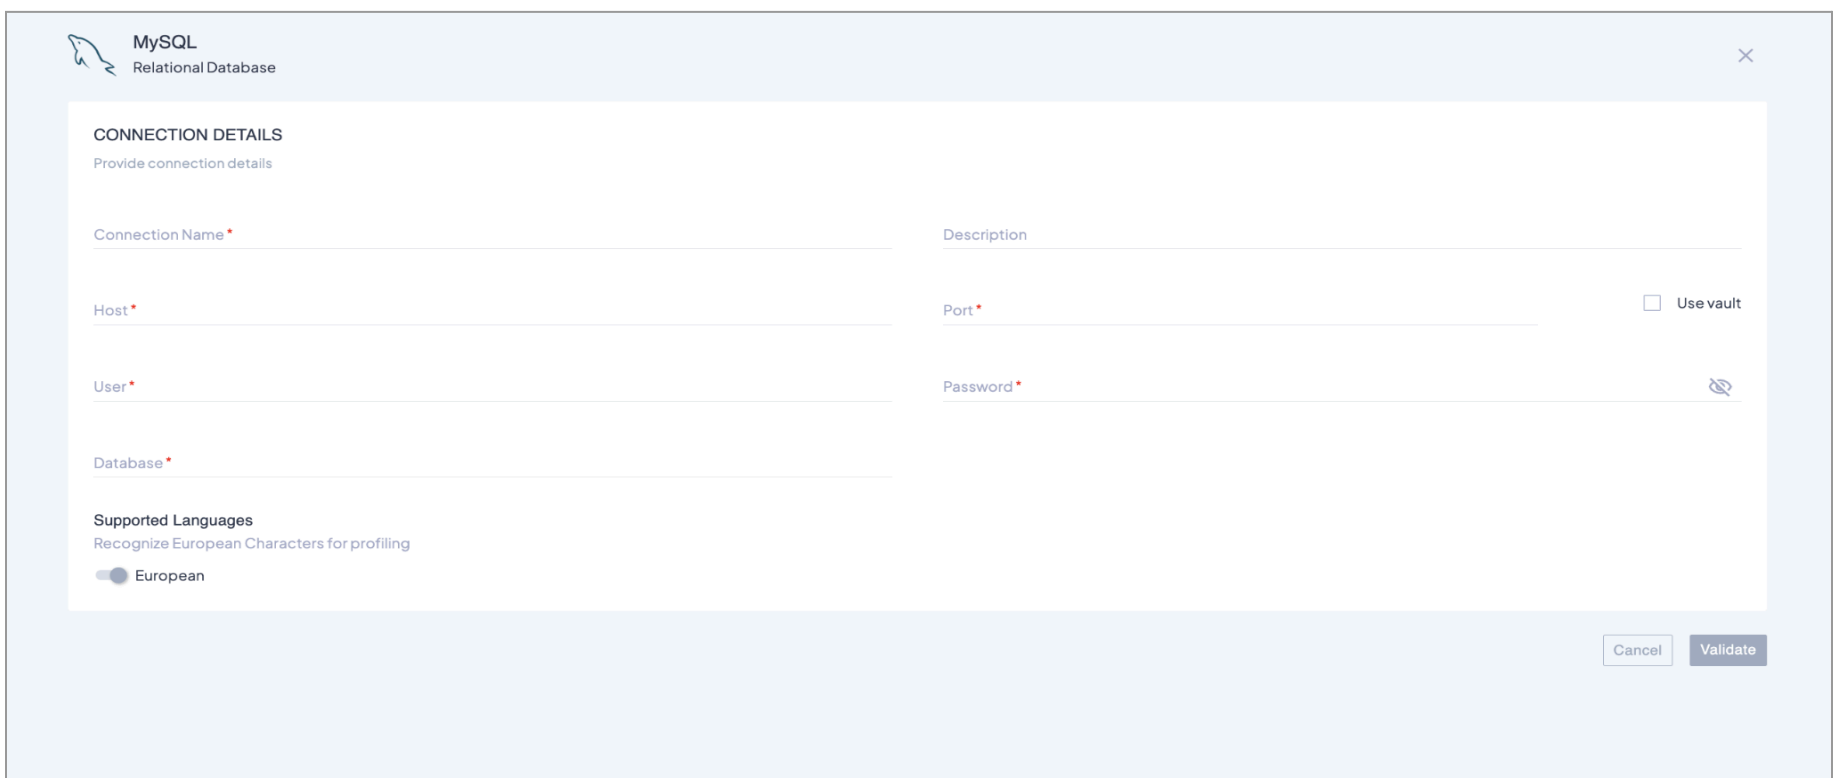 MySQL
Relational Database
CONNECTION DETAILS
Provide connection details
Connection Name *
Description
Host *
Port *
Use vault
User *
Password *
Database *
Supported Languages
Recognize European Characters for profiling
European
Cancel
Validate